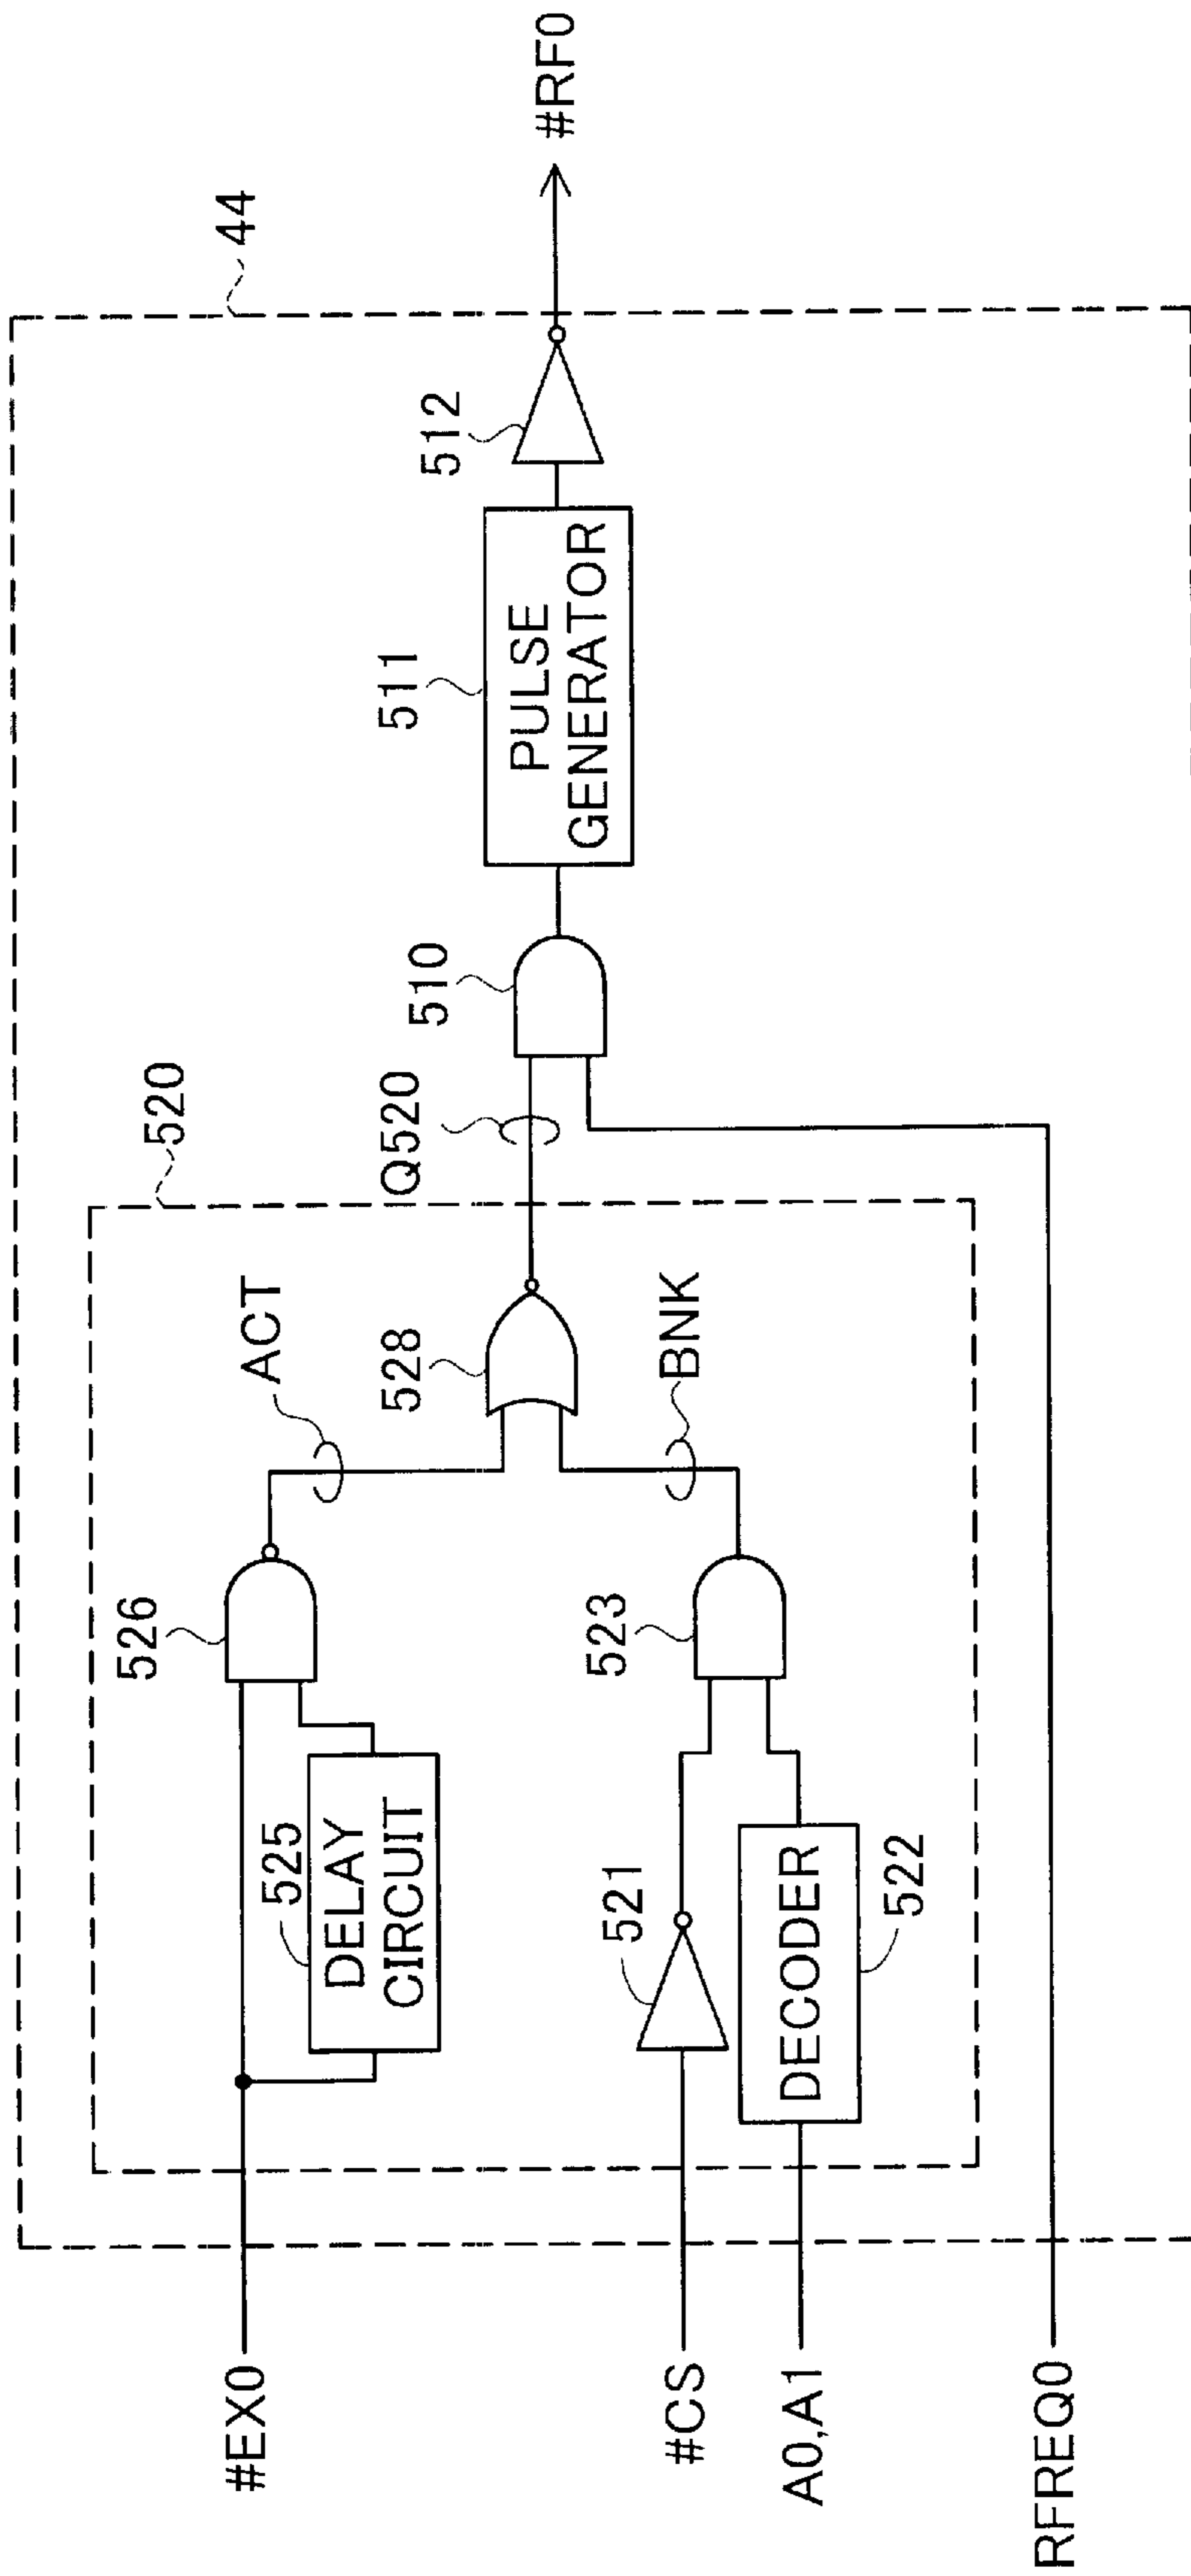 44
520
ACT
526
525
DELAY
CIRCUIT
#EX0
528
Q520
510
511
PULSE
GENERATOR
512
#RF0
BNK
523
521
DECODER
522
#CS
A0,A1
RFREQ0